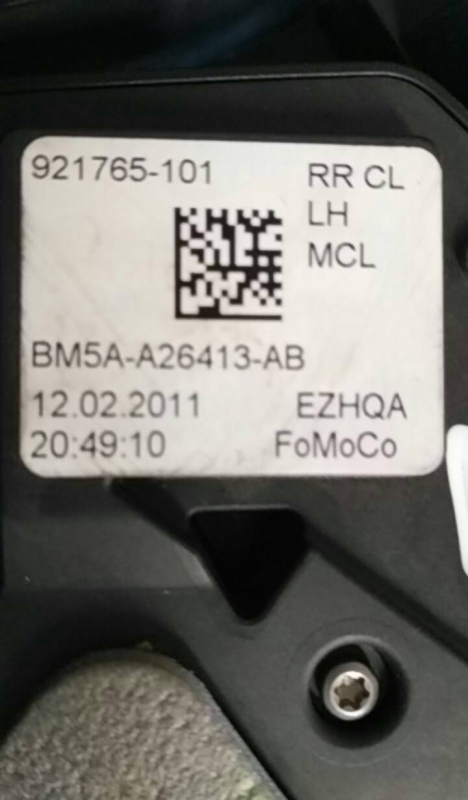 921765-101 RR CL
LH
MCL
BM5A-A26413-AB
12.02.2011 EZHQA
20:49:10 FoMoCo